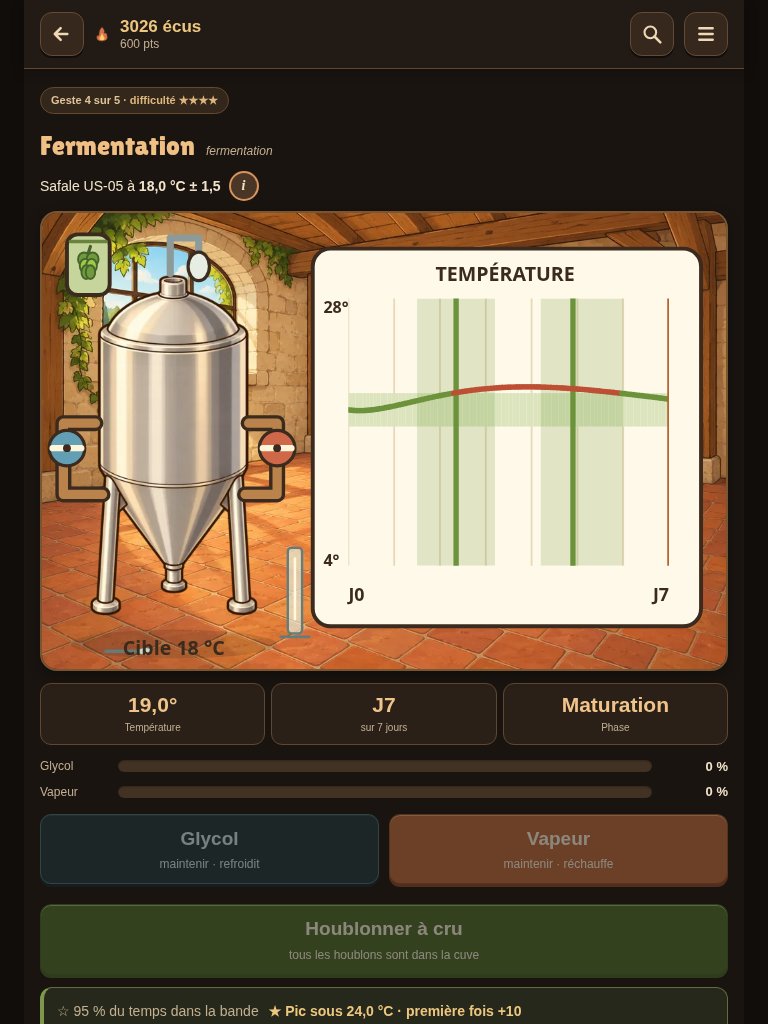 3026 écus
600 pts
Geste 4 sur 5 · difficulté ★★★★
Fermentation fermentation
Safale US-05 à 18,0 °C ± 1,5 i
TEMPÉRATURE
28°
4°
J0 J7
Cible 18 °C
19,0° J7 Maturation
Température sur 7 jours Phase
Glycol 0 %
Vapeur 0 %
Glycol Vapeur
maintenir · refroidit maintenir · réchauffe
Houblonner à cru
tous les houblons sont dans la cuve
☆ 95 % du temps dans la bande ★ Pic sous 24,0 °C · première fois +10